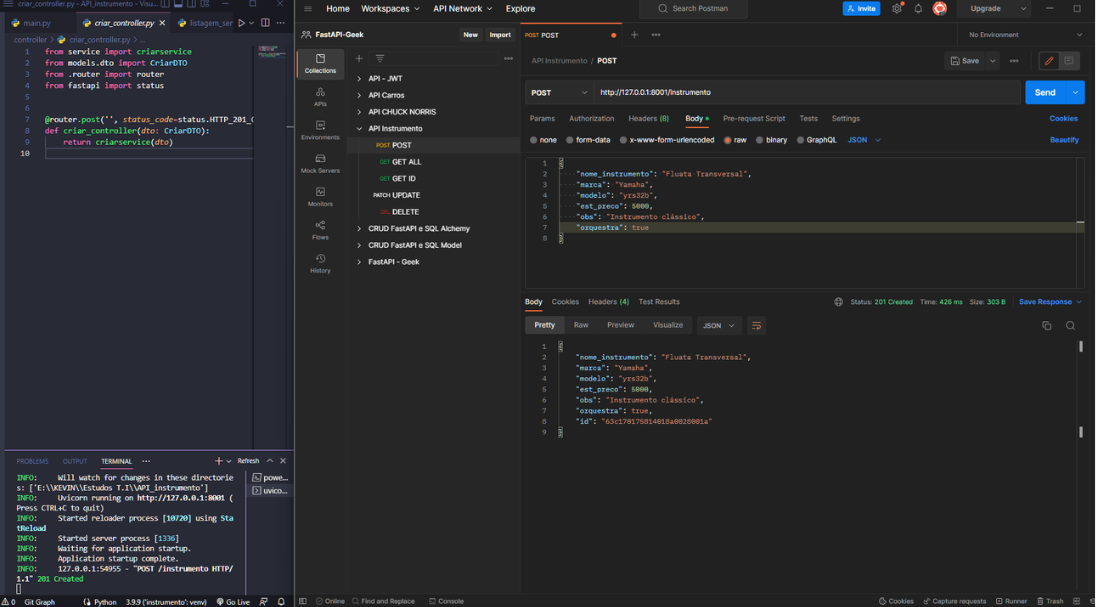 criar_controller.py - API_instrumento - Visu...
main.py
criar_controller.py
listagem_ser
controller > criar_controller.py > ...
1 from service import criarservice
2 from models.dto import CriarDTO
3 from .router import router
4 from fastapi import status
5
6
7 @router.post('', status_code=status.HTTP_201_C
8 def criar_controller(dto: CriarDTO):
9 return criarservice(dto)
10
PROBLEMS OUTPUT TERMINAL ... Refresh
INFO: Will watch for changes in these directorie
s: ['E:\\KEVIN\\Estudos T.I\\API_instrumento']
INFO: Uvicorn running on http://127.0.0.1:8001 (
Press CTRL+C to quit)
INFO: Started reloader process [10720] using Sta
tReload
INFO: Started server process [1336]
INFO: Waiting for application startup.
INFO: Application startup complete.
INFO: 127.0.0.1:54955 - "POST /instrumento HTTP/
1.1" 201 Created
powe...
uvico...
0 Git Graph Python 3.9.9 ('instrumento': venv) Go Live
Home Workspaces API Network Explore
Search Postman
Invite
Upgrade
FastAPI-Geek
New Import
Collections
APIs
Environments
Mock Servers
Monitors
Flows
History
API - JWT
API Carros
API CHUCK NORRIS
API Instrumento
POST POST
GET GET ALL
GET GET ID
PATCH UPDATE
DELETE
CRUD FastAPI e SQL Alchemy
CRUD FastAPI e SQL Model
FastAPI - Geek
POST POST
No Environment
API Instrumento / POST
Save
POST http://127.0.0.1:8001/instrumento
Send
Params Authorization Headers (8) Body Pre-request Script Tests Settings
Cookies
none form-data x-www-form-urlencoded raw binary GraphQL JSON
Beautify
1 {
2 "nome_instrumento": "Fluata Transversal",
3 "marca": "Yamaha",
4 "modelo": "yrs32b",
5 "est_preco": 5000,
6 "obs": "Instrumento clássico",
7 "orquestra": true
8 }
Body Cookies Headers (4) Test Results
Status: 201 Created Time: 426 ms Size: 303 B Save Response
Pretty Raw Preview Visualize JSON
1 {
2 "nome_instrumento": "Fluata Transversal",
3 "marca": "Yamaha",
4 "modelo": "yrs32b",
5 "est_preco": 5000,
6 "obs": "Instrumento clássico",
7 "orquestra": true,
8 "id": "63c170175814018a0028001a"
9 }
Online Find and Replace Console
Cookies Capture requests Runner Trash